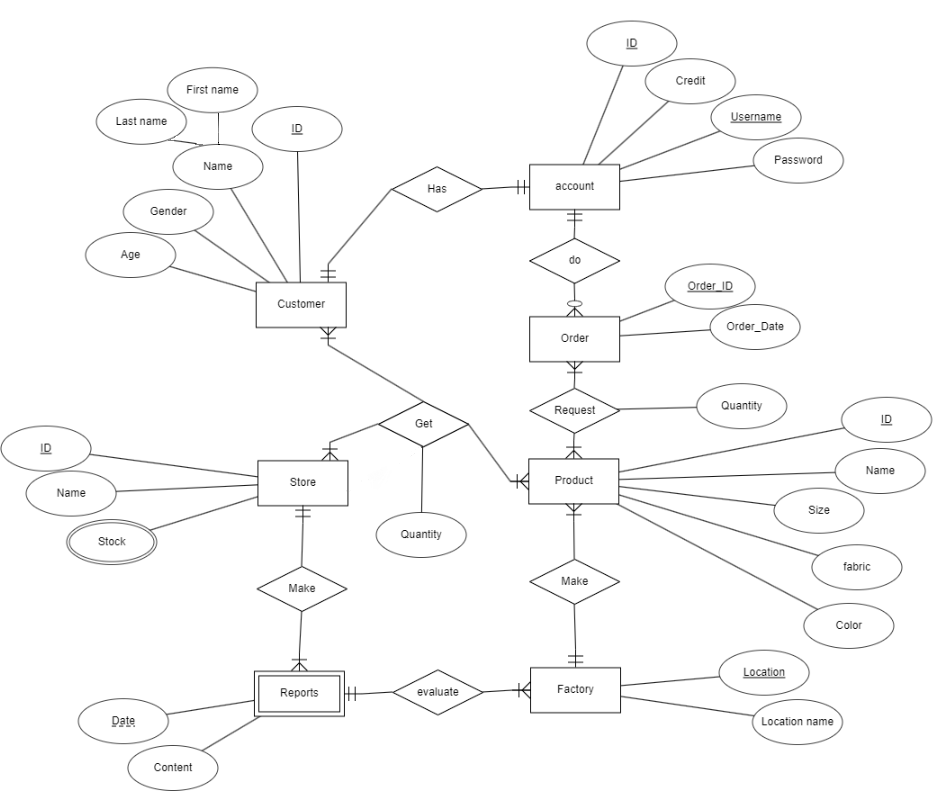 ID
First name
Credit
Last name
ID
Username
Name
Password
Has
account
Gender
Age
do
Order_ID
Customer
Order_Date
Order
Quantity
Request
ID
Get
ID
Name
Store
Product
Name
Size
Stock
Quantity
fabric
Make
Make
Color
Location
Reports
evaluate
Factory
Date
Location name
Content